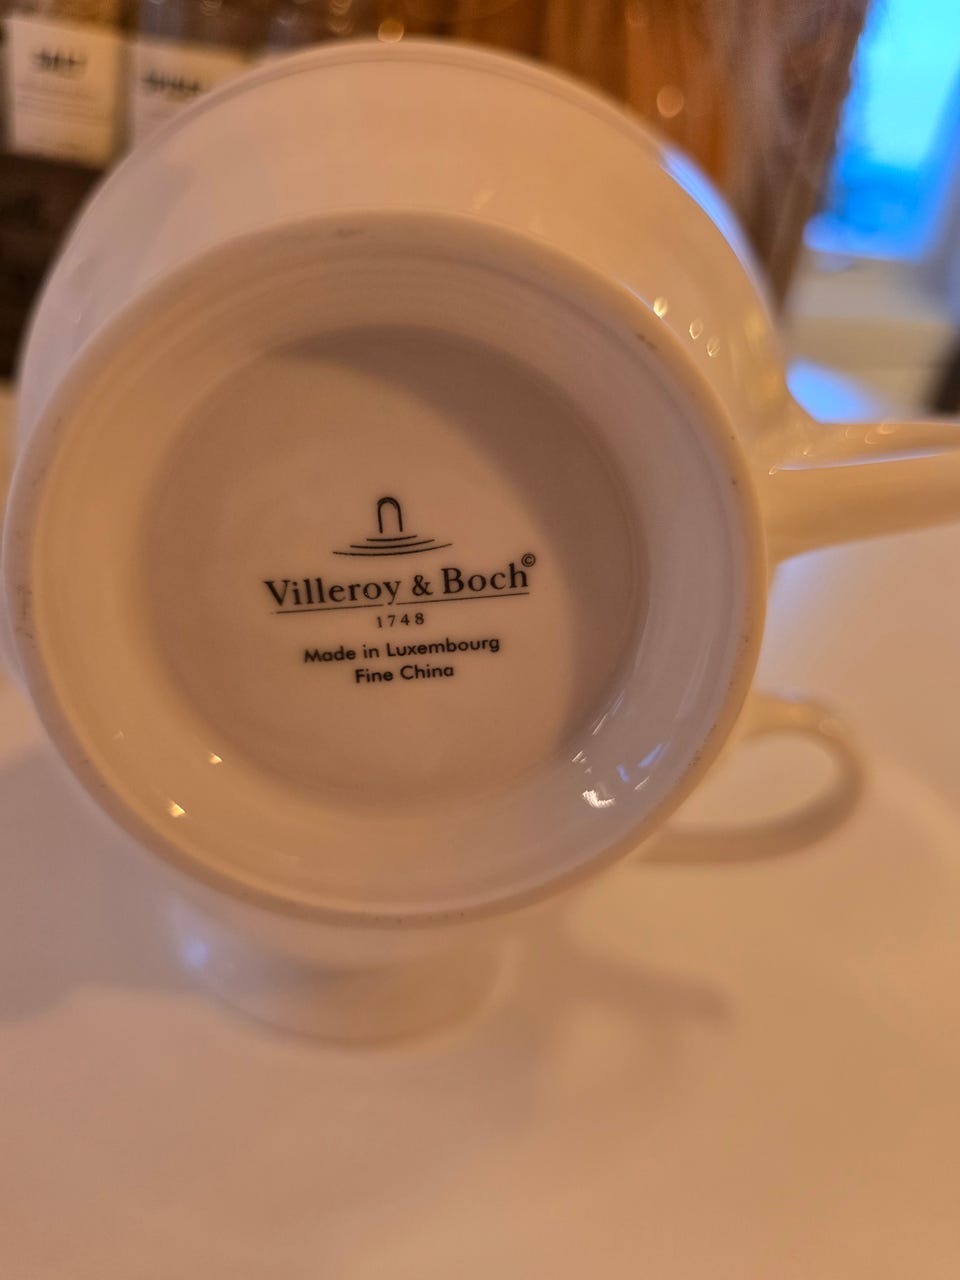 Villeroy & Boch©
1748
Made in Luxembourg
Fine China